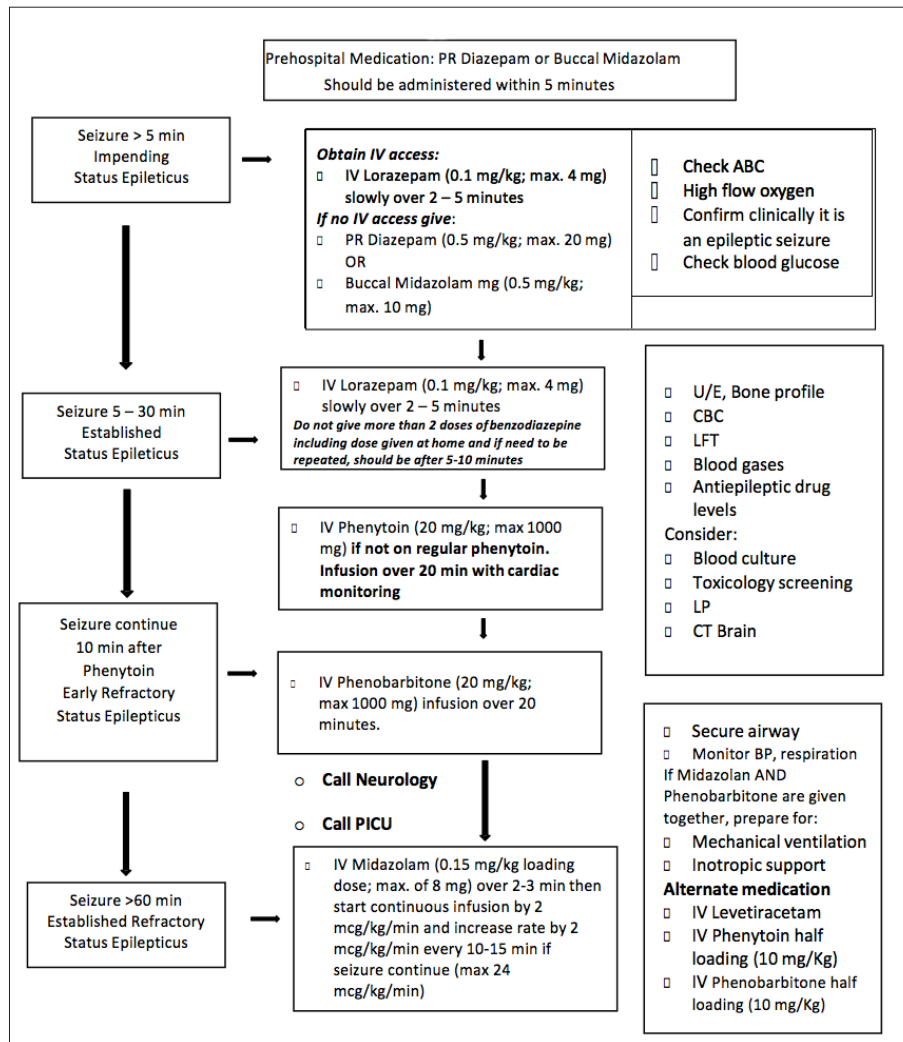 Prehospital Medication: PR Diazepam or Buccal Midazolam
Should be administered within 5 minutes
Seizure > 5 min
Impending
Status Epileticus
Obtain IV access:
IV Lorazepam (0.1 mg/kg; max. 4 mg)
slowly over 2 – 5 minutes
If no IV access give:
PR Diazepam (0.5 mg/kg; max. 20 mg)
OR
Buccal Midazolam mg (0.5 mg/kg;
max. 10 mg)
Check ABC
High flow oxygen
Confirm clinically it is
an epileptic seizure
Check blood glucose
Seizure 5 – 30 min
Established
Status Epileticus
IV Lorazepam (0.1 mg/kg; max. 4 mg)
slowly over 2 – 5 minutes
Do not give more than 2 doses of benzodiazepine
including dose given at home and if need to be
repeated, should be after 5-10 minutes
U/E, Bone profile
CBC
LFT
Blood gases
Antiepileptic drug
levels
Consider:
Blood culture
Toxicology screening
LP
CT Brain
IV Phenytoin (20 mg/kg; max 1000
mg) if not on regular phenytoin.
Infusion over 20 min with cardiac
monitoring
Seizure continue
10 min after
Phenytoin
Early Refractory
Status Epilepticus
IV Phenobarbitone (20 mg/kg;
max 1000 mg) infusion over 20
minutes.
Call Neurology
Call PICU
Secure airway
Monitor BP, respiration
If Midazolan AND
Phenobarbitone are given
together, prepare for:
Mechanical ventilation
Inotropic support
Alternate medication
IV Levetiracetam
IV Phenytoin half
loading (10 mg/Kg)
IV Phenobarbitone half
loading (10 mg/Kg)
Seizure >60 min
Established Refractory
Status Epilepticus
IV Midazolam (0.15 mg/kg loading
dose; max. of 8 mg) over 2-3 min then
start continuous infusion by 2
mcg/kg/min and increase rate by 2
mcg/kg/min every 10-15 min if
seizure continue (max 24
mcg/kg/min)